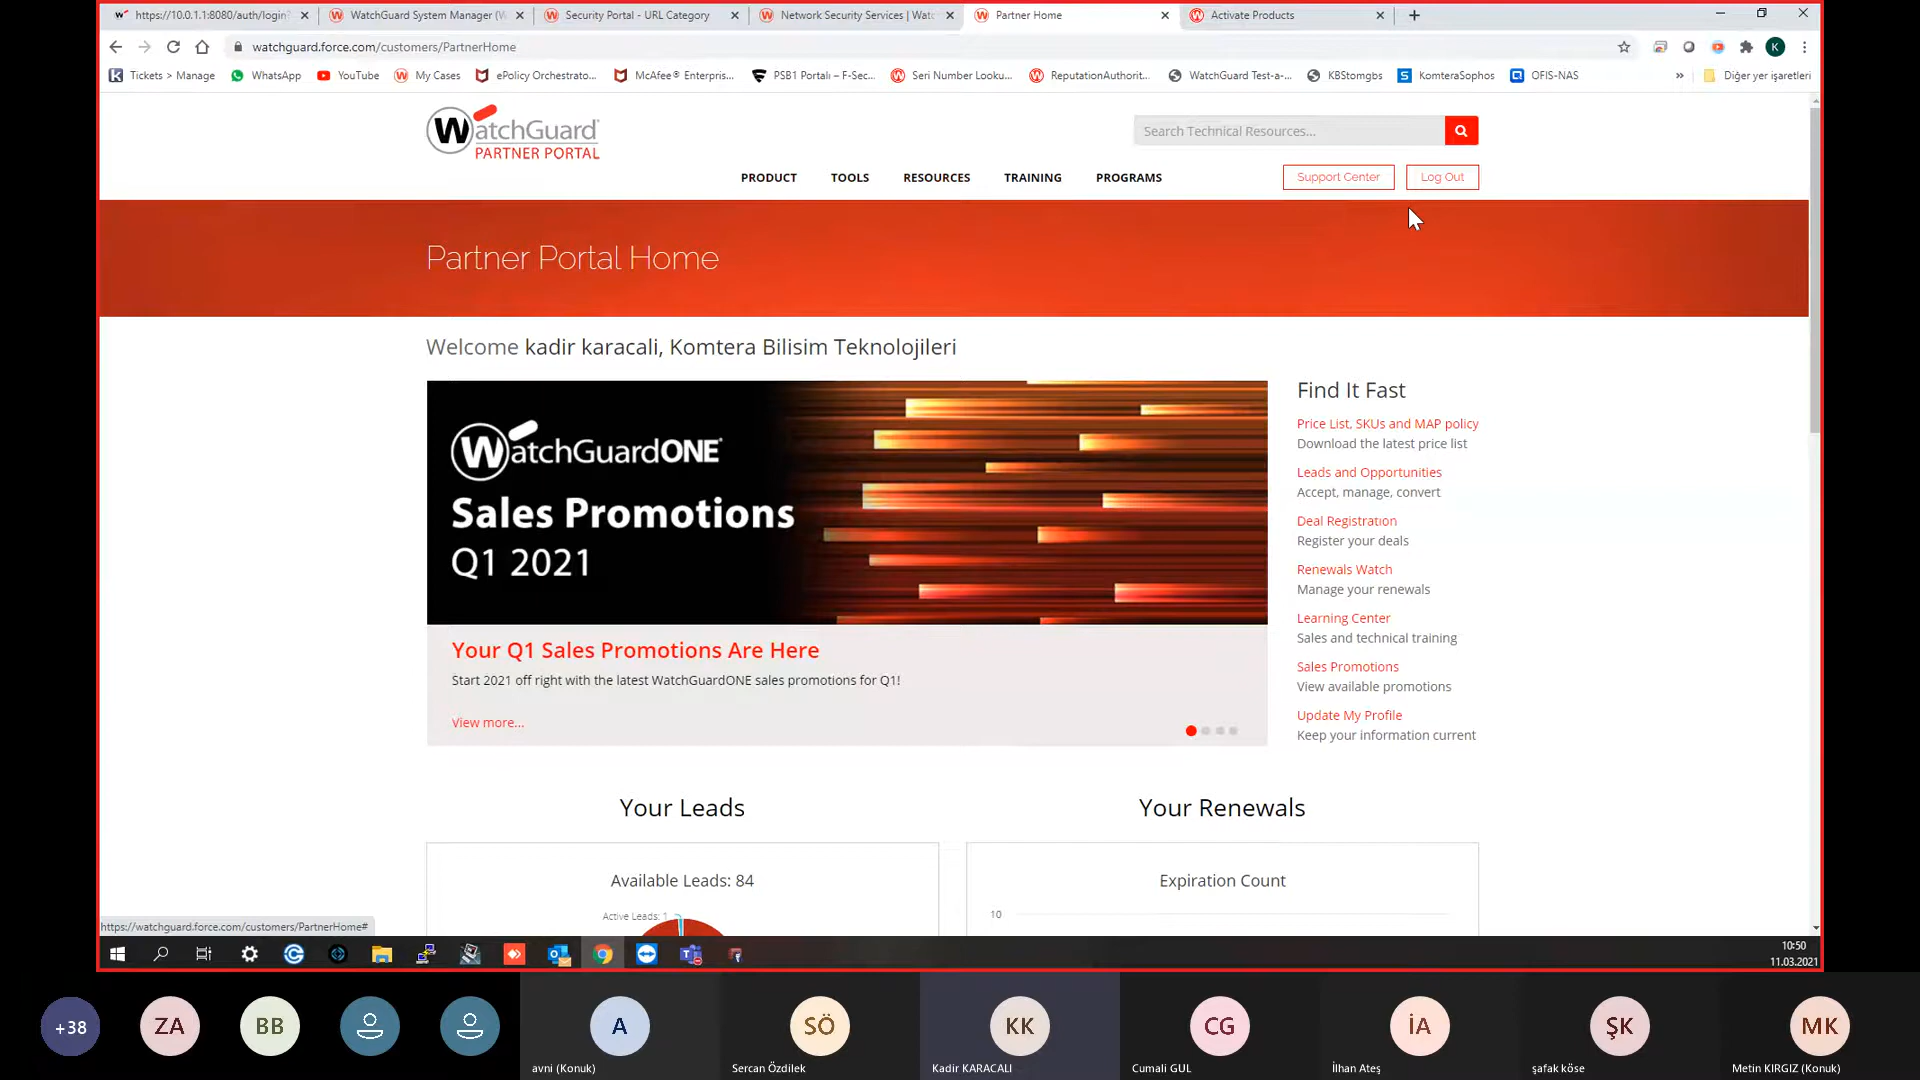 https://10.0.1.1:8080/auth/login?
WatchGuard System Manager (W
Security Portal - URL Category
Network Security Services | Watc
Partner Home
Activate Products
watchguard.force.com/customers/PartnerHome
K
Tickets > Manage
WhatsApp
YouTube
My Cases
ePolicy Orchestrato...
McAfee® Enterpris...
PSB1 Portalı – F-Sec...
Seri Number Looku...
ReputationAuthorit...
WatchGuard Test-a-...
KBStomgbs
KomteraSophos
OFIS-NAS
»
Diğer yer işaretleri
WatchGuard
PARTNER PORTAL
Search Technical Resources...
PRODUCT
TOOLS
RESOURCES
TRAINING
PROGRAMS
Support Center
Log Out
Partner Portal Home
Welcome kadir karacali, Komtera Bilisim Teknolojileri
WatchGuardONE
Sales Promotions
Q1 2021
Your Q1 Sales Promotions Are Here
Start 2021 off right with the latest WatchGuardONE sales promotions for Q1!
View more...
Find It Fast
Price List, SKUs and MAP policy
Download the latest price list
Leads and Opportunities
Accept, manage, convert
Deal Registration
Register your deals
Renewals Watch
Manage your renewals
Learning Center
Sales and technical training
Sales Promotions
View available promotions
Update My Profile
Keep your information current
Your Leads
Your Renewals
Available Leads: 84
Active Leads: 1
Expiration Count
10
https://watchguard.force.com/customers/PartnerHome#
10:50
11.03.2021
+38
ZA
BB
A
avni (Konuk)
SÖ
Sercan Özdilek
KK
Kadir KARACALI
CG
Cumali GUL
İA
İlhan Ateş
ŞK
şafak köse
MK
Metin KIRGIZ (Konuk)